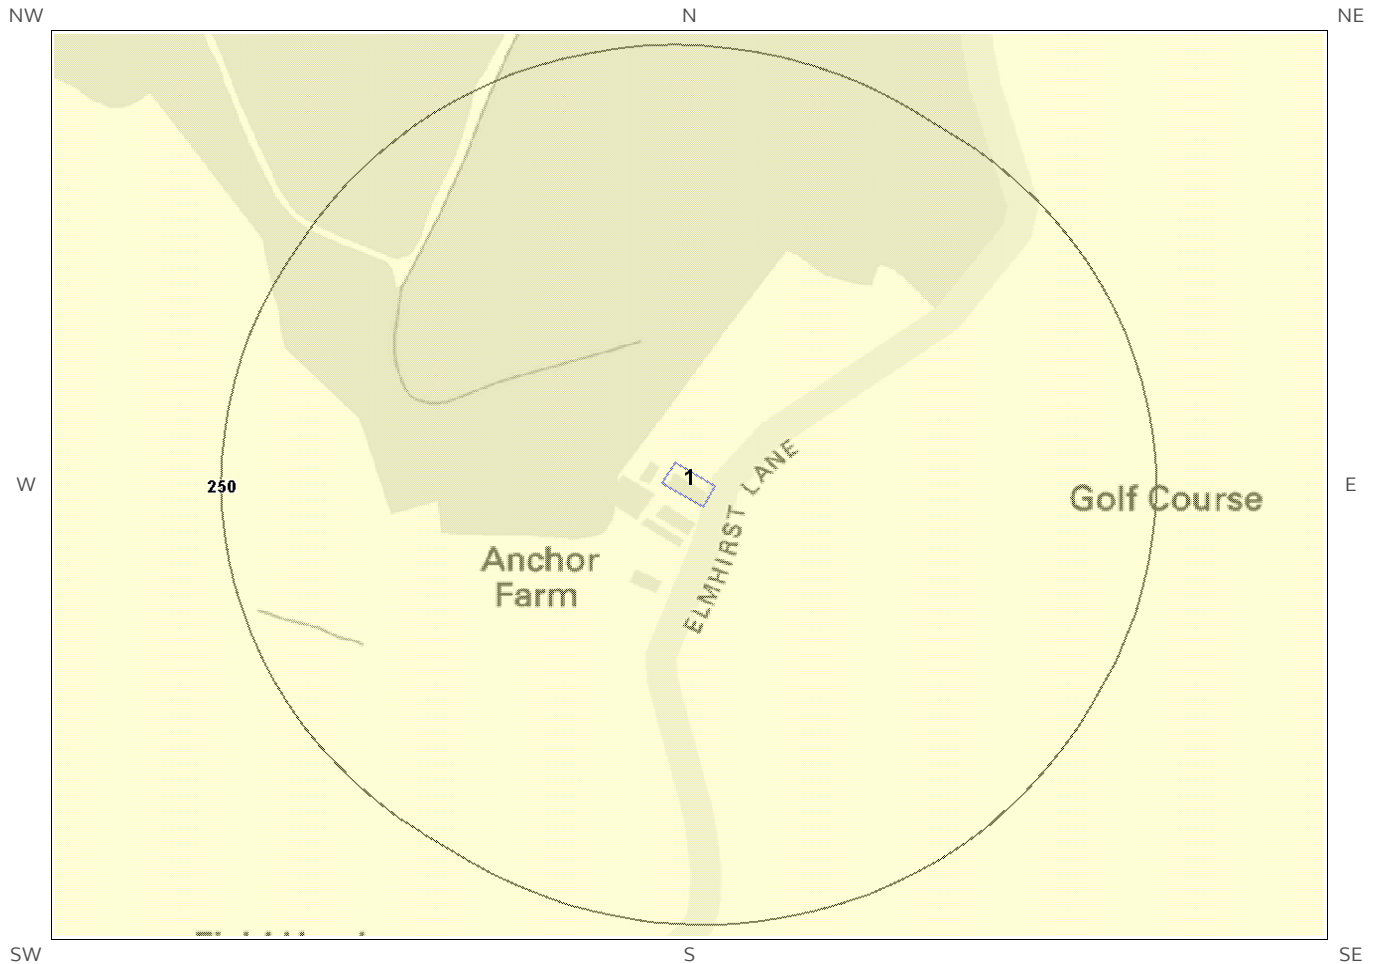 NW N NE
1
ELMHIRST LANE
W 250 Golf Course E
Anchor
Farm
SW S SE